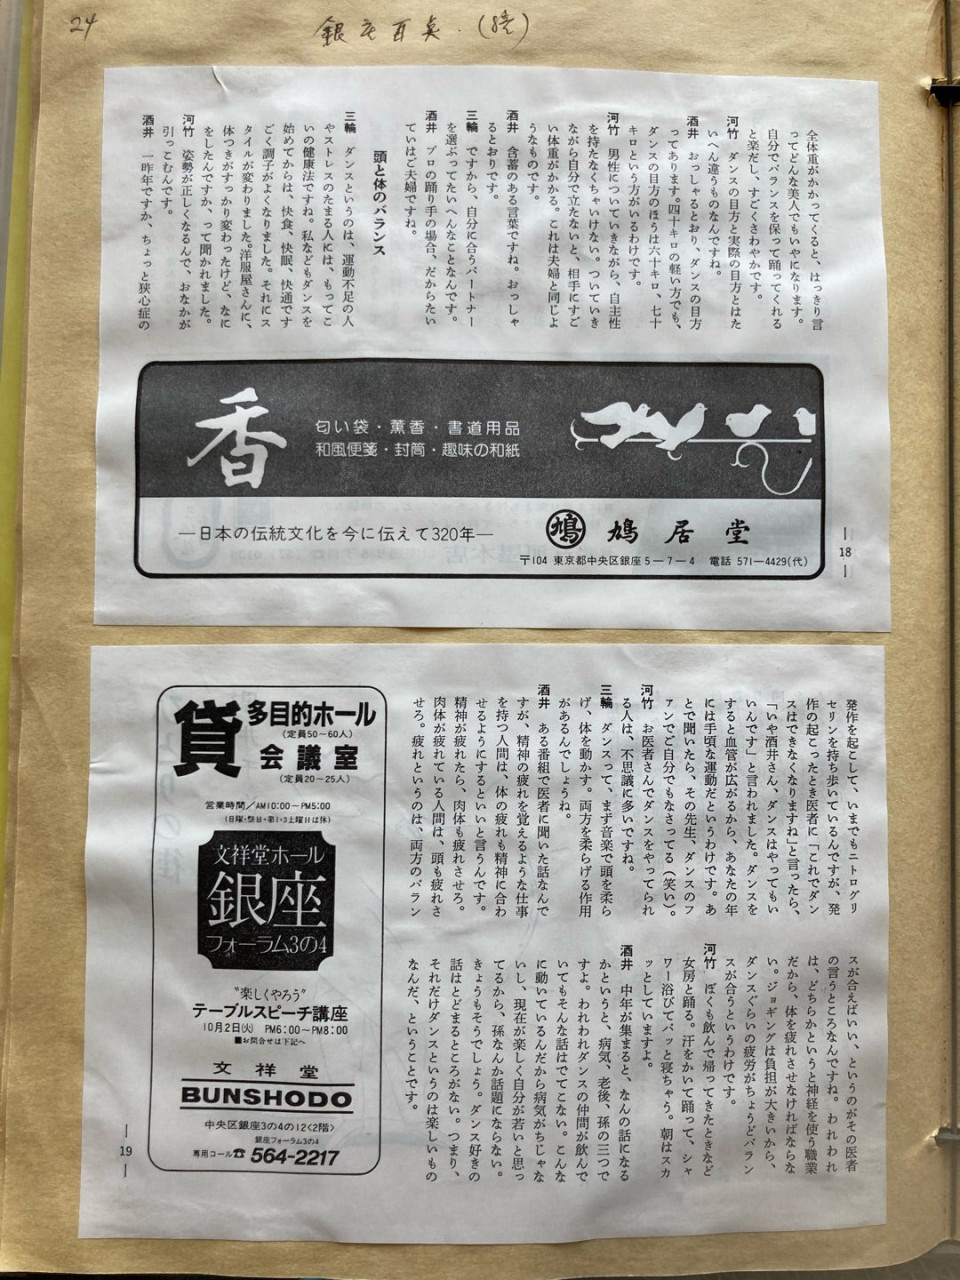 24
銀座百点.(続)
全体重がかかってくると、はっきり言
ってどんな美人でもいやになります。
自分でバランスを保って踊ってくれる
と楽だし、すごくさわやかです。
河竹　ダンスの目方と実際の目方とはた
いへん違うものなんですね。
酒井　おっしゃるとおり、ダンスの目方
ってあります。四十キロの軽い方でも、
ダンスの目方のほうは六十キロ、七十
キロという方がいるわけです。
河竹　男性についていきながら、自主性
を持たなくちゃいけない。ついていき
ながら自分で立たないと、相手にすご
い体重がかかる。これは夫婦と同じよ
うなものです。
酒井　含蓄のある言葉ですね。おっしゃ
るとおりです。
三輪　ですから、自分に合うパートナー
を選ぶってたいへんなことなんです。
酒井　プロの踊り手の場合、だからたい
ていはご夫婦ですね。
頭と体のバランス
三輪　ダンスというのは、運動不足の人
やストレスのたまる人には、もってこ
いの健康法ですね。私などもダンスを
始めてからは、快食、快眠、快通です
ごく調子がよくなりました。それにス
タイルが変わりました。洋服屋さんに、
体つきがすっかり変わったけど、なに
をしたんですか、って聞かれました。
河竹　姿勢が正しくなるんで、おなかが
引っこむんです。
酒井　一昨年ですか、ちょっと狭心症の
香
匂い袋・薫香・書道用品
和風便箋・封筒・趣味の和紙
―日本の伝統文化を今に伝えて320年―
鳩 鳩居堂
〒104 東京都中央区銀座5―7―4　電話 571―4429(代)
―18―
発作を起こして、いまでもニトログリ
セリンを持ち歩いているんですが、発
作の起こったとき医者に「これでダン
スはできなくなりますね」と言ったら、
「いや酒井さん、ダンスはやってもい
いんです」と言われました。ダンスを
すると血管が広がるから、あなたの年
には手頃な運動だというわけです。あ
とで聞いたら、その先生、ダンスのフ
ァンでご自分でもなさってる（笑い）。
河竹　お医者さんでダンスをやってられ
る人は、不思議に多いですね。
三輪　ダンスって、まず音楽で頭を柔ら
げ、体を動かす。両方を柔らげる作用
があるんでしょうね。
酒井　ある番組で医者に聞いた話なんで
すが、精神の疲れを覚えるような仕事
を持つ人間は、体の疲れも精神に合わ
せるようにするといいと言うんです。
精神が疲れたら、肉体も疲れさせろ。
肉体が疲れている人間は、頭も疲れさ
せろ。疲れというのは、両方のバラン
スが合えばいい、というのがその医者
の言うところなんですね。われわれ
は、どちらかというと神経を使う職業
だから、体を疲れさせなければならな
い。ジョギングは負担が大きいから、
ダンスぐらいの疲労がちょうどバラン
スが合うというわけです。
河竹　ぼくも飲んで帰ってきたときなど
女房と踊る。汗をかいて踊って、シャ
ワー浴びてパッと寝ちゃう。朝はスカ
ッとしていますよ。
酒井　中年が集まると、なんの話になる
かというと、病気、老後、孫の三つで
すよ。われわれダンスの仲間が飲んで
いてもそんな話はでてこない。こんな
に動いているんだから病気がちじゃな
いし、現在が楽しく自分が若いと思っ
てるから、孫なんか話題にならない。
きょうもそうでしょう。ダンス好きの
話はとどまるところがない。つまり、
それだけダンスというのは楽しいもの
なんだ、ということです。
貸 多目的ホール
(定員50～60人)
会議室
(定員20～25人)
営業時間／AM10:00～PM5:00
(日曜・祭日・第1・3土曜日は休)
文祥堂ホール
銀座
フォーラム3の4
“楽しくやろう”
テーブルスピーチ講座
10月2日(火)　PM6:00～PM8:00
■お問合せは下記へ
文祥堂
BUNSHODO
中央区銀座3の4の12<2階>
銀座フォーラム3の4
専用コール☎564-2217
―19―